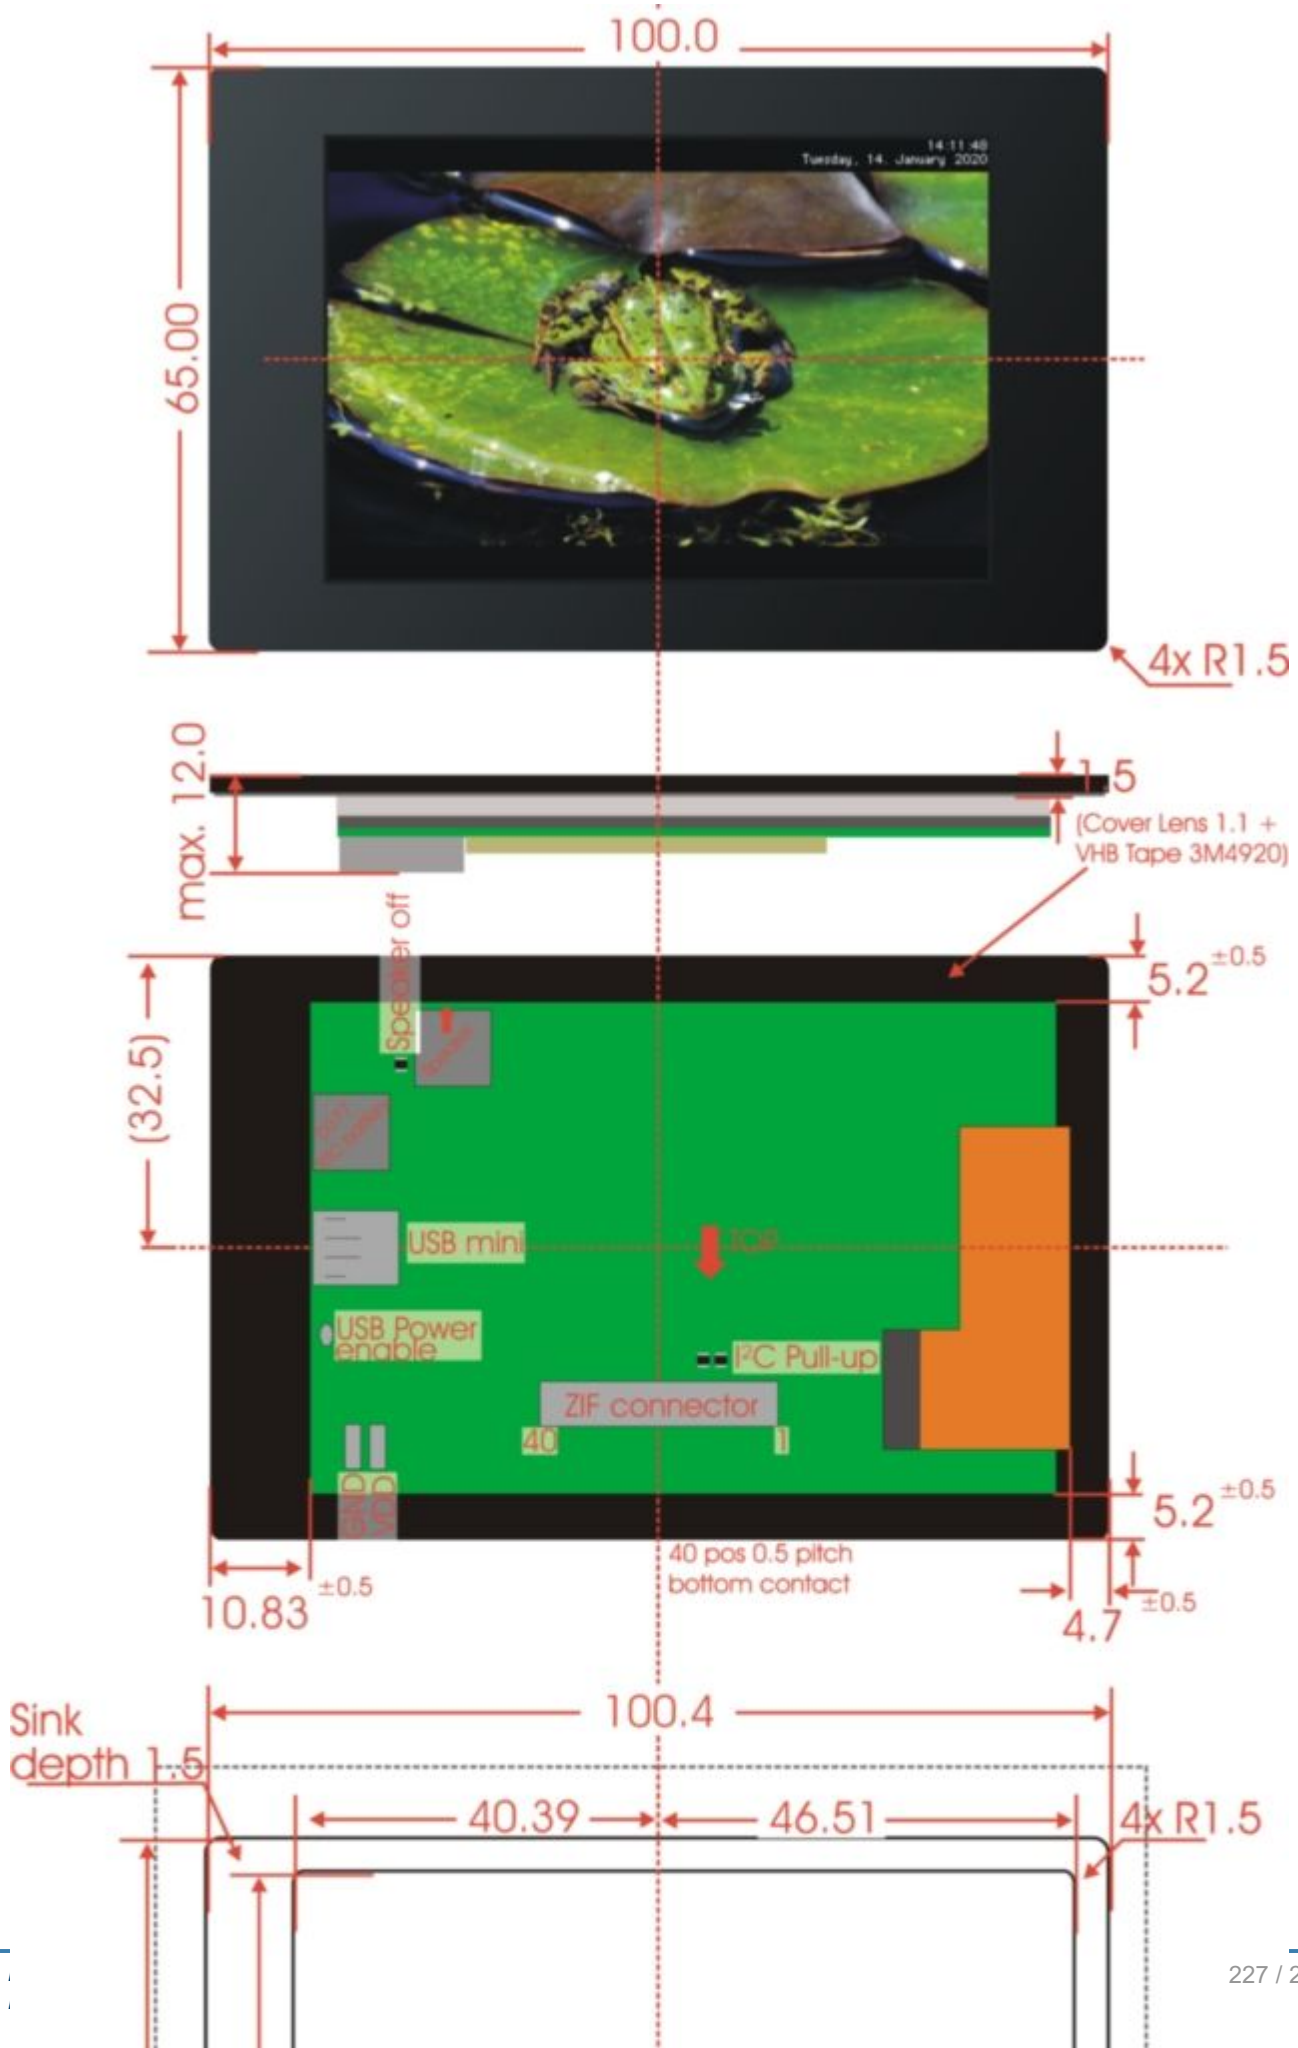 100.0
14:11:48
Tuesday, 14. January 2020
65.00
4x R1.5
max. 12.0
1.5
(Cover Lens 1.1 +
VHB Tape 3M4920)
Speaker off
5.2 ±0.5
(32.5)
Speaker
USB mini
TOP
USB Power
enable
I²C Pull-up
ZIF connector
40
1
GND
VDD
5.2 ±0.5
40 pos 0.5 pitch
bottom contact
10.83 ±0.5
4.7 ±0.5
100.4
Sink
depth 1.5
40.39
46.51
4x R1.5
227 / 2